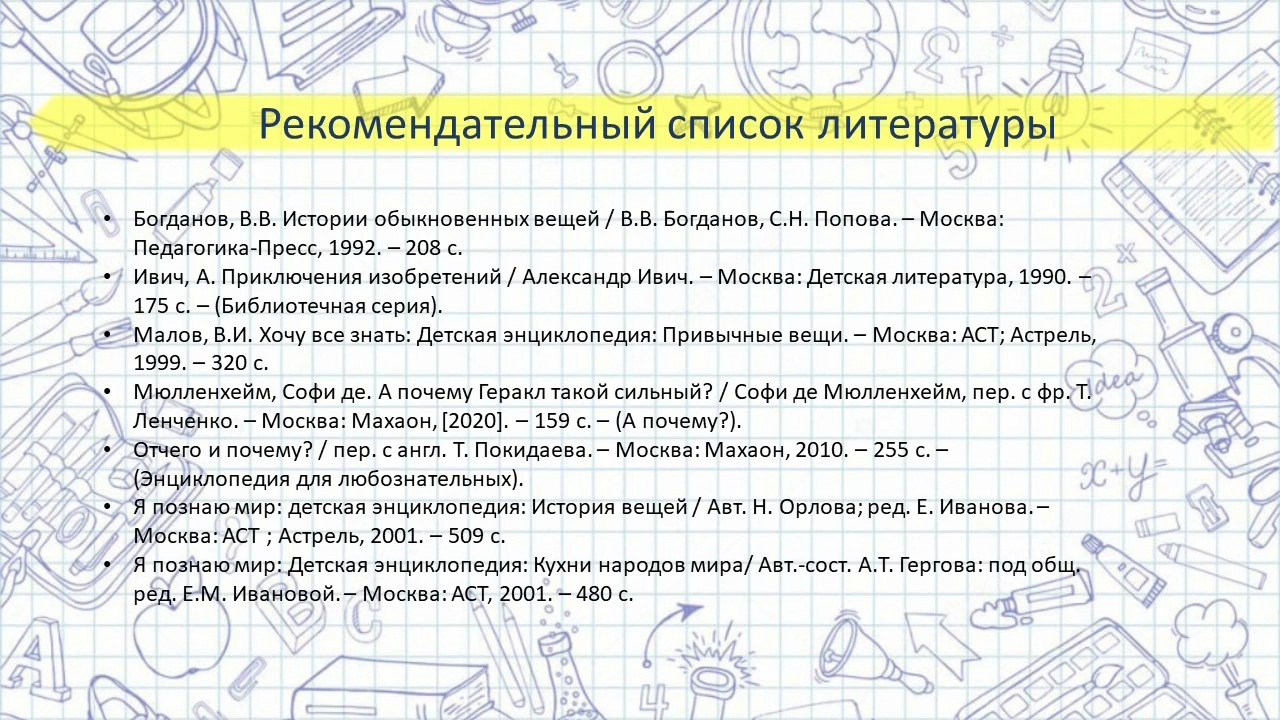 Рекомендательный список литературы
• Богданов, В.В. Истории обыкновенных вещей / В.В. Богданов, С.Н. Попова. – Москва:
Педагогика-Пресс, 1992. – 208 с.
• Ивич, А. Приключения изобретений / Александр Ивич. – Москва: Детская литература, 1990. –
175 с. – (Библиотечная серия).
• Малов, В.И. Хочу все знать: Детская энциклопедия: Привычные вещи. – Москва: АСТ; Астрель,
1999. – 320 с.
• Мюлленхейм, Софи де. А почему Геракл такой сильный? / Софи де Мюлленхейм, пер. с фр. Т.
Ленченко. – Москва: Махаон, [2020]. – 159 с. – (А почему?).
• Отчего и почему? / пер. с англ. Т. Покидаева. – Москва: Махаон, 2010. – 255 с. –
(Энциклопедия для любознательных).
• Я познаю мир: детская энциклопедия: История вещей / Авт. Н. Орлова; ред. Е. Иванова. –
Москва: АСТ ; Астрель, 2001. – 509 с.
• Я познаю мир: Детская энциклопедия: Кухни народов мира/ Авт.-сост. А.Т. Гергова: под общ.
ред. Е.М. Ивановой. – Москва: АСТ, 2001. – 480 с.
3
÷
+
5
x
2
idea
x+y=
?
A
B
C
4